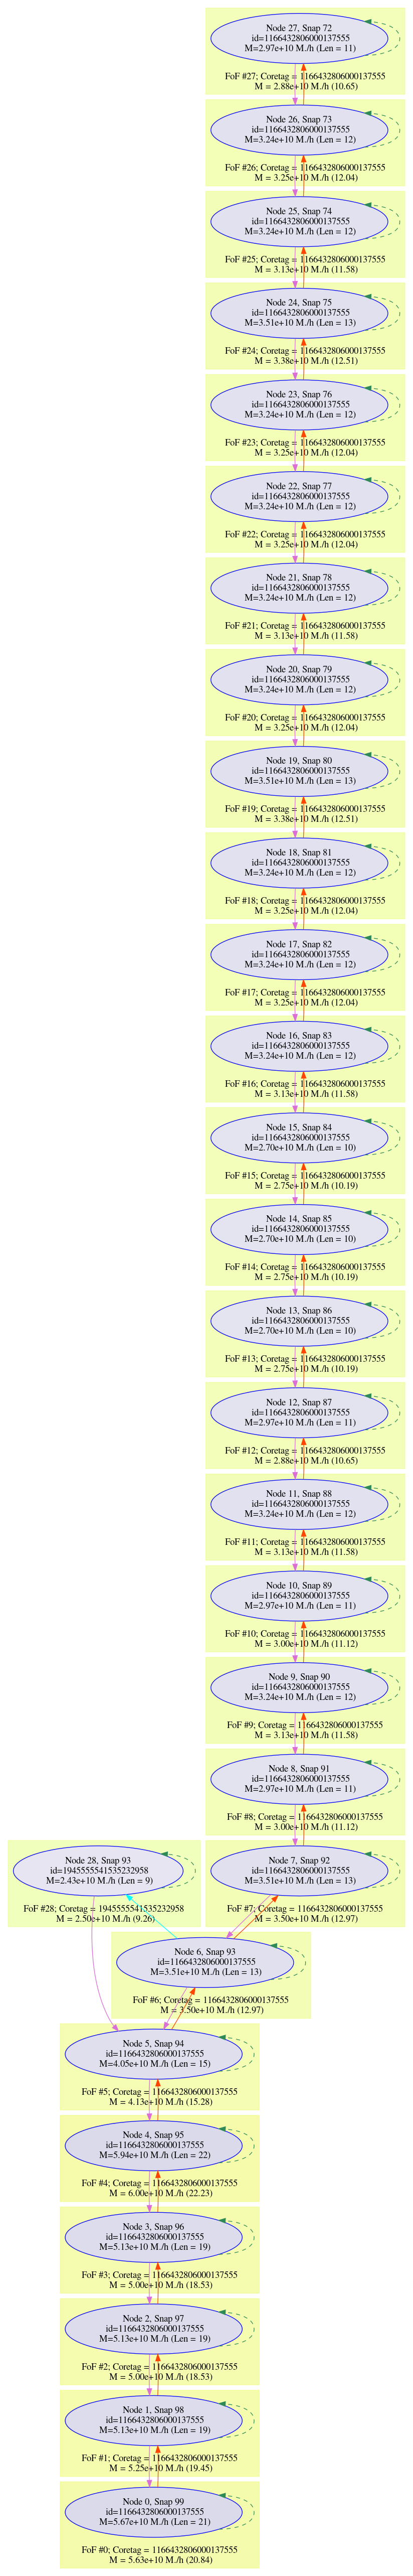 Node 27, Snap 72
id=1166432806000137555
M=2.97e+10 M./h (Len = 11)
FoF #27; Coretag = 1166432806000137555
M = 2.88e+10 M./h (10.65)
Node 26, Snap 73
id=1166432806000137555
M=3.24e+10 M./h (Len = 12)
FoF #26; Coretag = 1166432806000137555
M = 3.25e+10 M./h (12.04)
Node 25, Snap 74
id=1166432806000137555
M=3.24e+10 M./h (Len = 12)
FoF #25; Coretag = 1166432806000137555
M = 3.13e+10 M./h (11.58)
Node 24, Snap 75
id=1166432806000137555
M=3.51e+10 M./h (Len = 13)
FoF #24; Coretag = 1166432806000137555
M = 3.38e+10 M./h (12.51)
Node 23, Snap 76
id=1166432806000137555
M=3.24e+10 M./h (Len = 12)
FoF #23; Coretag = 1166432806000137555
M = 3.25e+10 M./h (12.04)
Node 22, Snap 77
id=1166432806000137555
M=3.24e+10 M./h (Len = 12)
FoF #22; Coretag = 1166432806000137555
M = 3.25e+10 M./h (12.04)
Node 21, Snap 78
id=1166432806000137555
M=3.24e+10 M./h (Len = 12)
FoF #21; Coretag = 1166432806000137555
M = 3.13e+10 M./h (11.58)
Node 20, Snap 79
id=1166432806000137555
M=3.24e+10 M./h (Len = 12)
FoF #20; Coretag = 1166432806000137555
M = 3.25e+10 M./h (12.04)
Node 19, Snap 80
id=1166432806000137555
M=3.51e+10 M./h (Len = 13)
FoF #19; Coretag = 1166432806000137555
M = 3.38e+10 M./h (12.51)
Node 18, Snap 81
id=1166432806000137555
M=3.24e+10 M./h (Len = 12)
FoF #18; Coretag = 1166432806000137555
M = 3.25e+10 M./h (12.04)
Node 17, Snap 82
id=1166432806000137555
M=3.24e+10 M./h (Len = 12)
FoF #17; Coretag = 1166432806000137555
M = 3.25e+10 M./h (12.04)
Node 16, Snap 83
id=1166432806000137555
M=3.24e+10 M./h (Len = 12)
FoF #16; Coretag = 1166432806000137555
M = 3.13e+10 M./h (11.58)
Node 15, Snap 84
id=1166432806000137555
M=2.70e+10 M./h (Len = 10)
FoF #15; Coretag = 1166432806000137555
M = 2.75e+10 M./h (10.19)
Node 14, Snap 85
id=1166432806000137555
M=2.70e+10 M./h (Len = 10)
FoF #14; Coretag = 1166432806000137555
M = 2.75e+10 M./h (10.19)
Node 13, Snap 86
id=1166432806000137555
M=2.70e+10 M./h (Len = 10)
FoF #13; Coretag = 1166432806000137555
M = 2.75e+10 M./h (10.19)
Node 12, Snap 87
id=1166432806000137555
M=2.97e+10 M./h (Len = 11)
FoF #12; Coretag = 1166432806000137555
M = 2.88e+10 M./h (10.65)
Node 11, Snap 88
id=1166432806000137555
M=3.24e+10 M./h (Len = 12)
FoF #11; Coretag = 1166432806000137555
M = 3.13e+10 M./h (11.58)
Node 10, Snap 89
id=1166432806000137555
M=2.97e+10 M./h (Len = 11)
FoF #10; Coretag = 1166432806000137555
M = 3.00e+10 M./h (11.12)
Node 9, Snap 90
id=1166432806000137555
M=3.24e+10 M./h (Len = 12)
FoF #9; Coretag = 1166432806000137555
M = 3.13e+10 M./h (11.58)
Node 8, Snap 91
id=1166432806000137555
M=2.97e+10 M./h (Len = 11)
FoF #8; Coretag = 1166432806000137555
M = 3.00e+10 M./h (11.12)
Node 28, Snap 93
id=1945555541535232958
M=2.43e+10 M./h (Len = 9)
FoF #28; Coretag = 1945555541535232958
M = 2.50e+10 M./h (9.26)
Node 7, Snap 92
id=1166432806000137555
M=3.51e+10 M./h (Len = 13)
FoF #7; Coretag = 1166432806000137555
M = 3.50e+10 M./h (12.97)
Node 6, Snap 93
id=1166432806000137555
M=3.51e+10 M./h (Len = 13)
FoF #6; Coretag = 1166432806000137555
M = 3.50e+10 M./h (12.97)
Node 5, Snap 94
id=1166432806000137555
M=4.05e+10 M./h (Len = 15)
FoF #5; Coretag = 1166432806000137555
M = 4.13e+10 M./h (15.28)
Node 4, Snap 95
id=1166432806000137555
M=5.94e+10 M./h (Len = 22)
FoF #4; Coretag = 1166432806000137555
M = 6.00e+10 M./h (22.23)
Node 3, Snap 96
id=1166432806000137555
M=5.13e+10 M./h (Len = 19)
FoF #3; Coretag = 1166432806000137555
M = 5.00e+10 M./h (18.53)
Node 2, Snap 97
id=1166432806000137555
M=5.13e+10 M./h (Len = 19)
FoF #2; Coretag = 1166432806000137555
M = 5.00e+10 M./h (18.53)
Node 1, Snap 98
id=1166432806000137555
M=5.13e+10 M./h (Len = 19)
FoF #1; Coretag = 1166432806000137555
M = 5.25e+10 M./h (19.45)
Node 0, Snap 99
id=1166432806000137555
M=5.67e+10 M./h (Len = 21)
FoF #0; Coretag = 1166432806000137555
M = 5.63e+10 M./h (20.84)